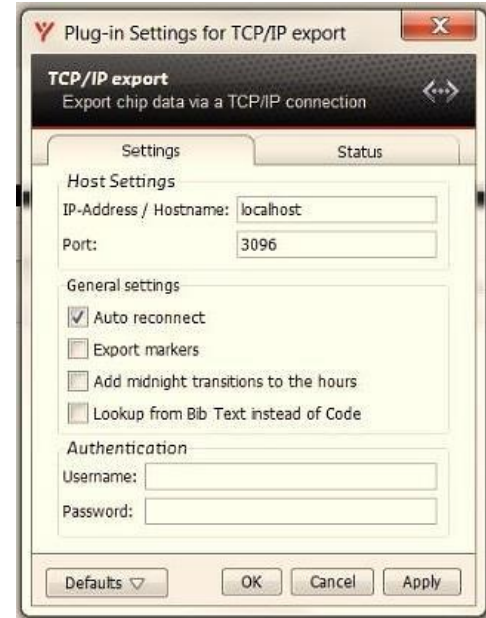 Plug-in Settings for TCP/IP export
X
TCP/IP export
Export chip data via a TCP/IP connection
Settings Status
Host Settings
IP-Address / Hostname: localhost
Port: 3096
General settings
Auto reconnect
Export markers
Add midnight transitions to the hours
Lookup from Bib Text instead of Code
Authentication
Username:
Password:
Defaults OK Cancel Apply